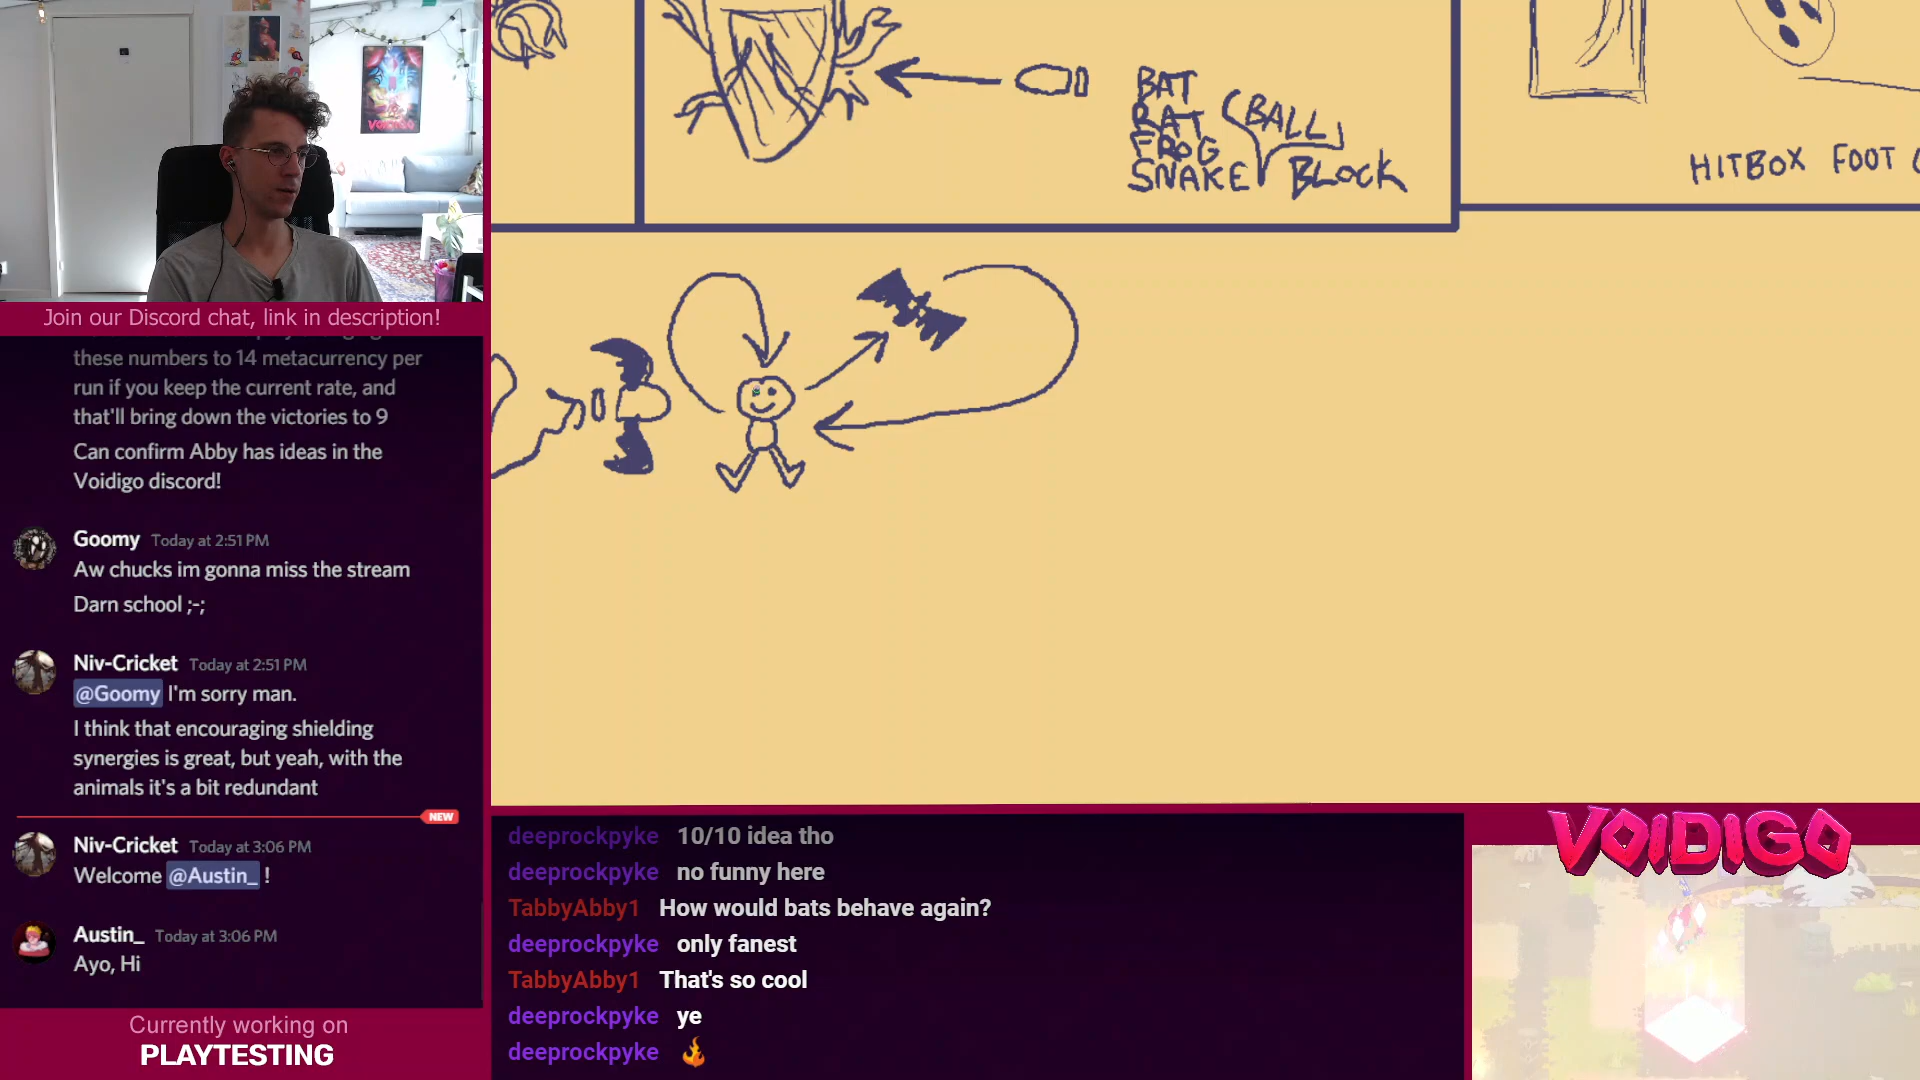 BAT
RAT
FROG
SNAKE
(BALL)
BLOCK
HITBOX FOOT
VOIDIGO
Join our Discord chat, link in description!
these numbers to 14 metacurrency per
run if you keep the current rate, and
that'll bring down the victories to 9
Can confirm Abby has ideas in the
Voidigo discord!
Goomy Today at 2:51 PM
Aw chucks im gonna miss the stream
Darn school ;-;
Niv-Cricket Today at 2:51 PM
@Goomy I'm sorry man.
I think that encouraging shielding
synergies is great, but yeah, with the
animals it's a bit redundant
NEW
Niv-Cricket Today at 3:06 PM
Welcome @Austin_ !
Austin_ Today at 3:06 PM
Ayo, Hi
Currently working on
PLAYTESTING
deeprockpyke 10/10 idea tho
deeprockpyke no funny here
TabbyAbby1 How would bats behave again?
deeprockpyke only fanest
TabbyAbby1 That's so cool
deeprockpyke ye
deeprockpyke 🔥
VOIDIGO